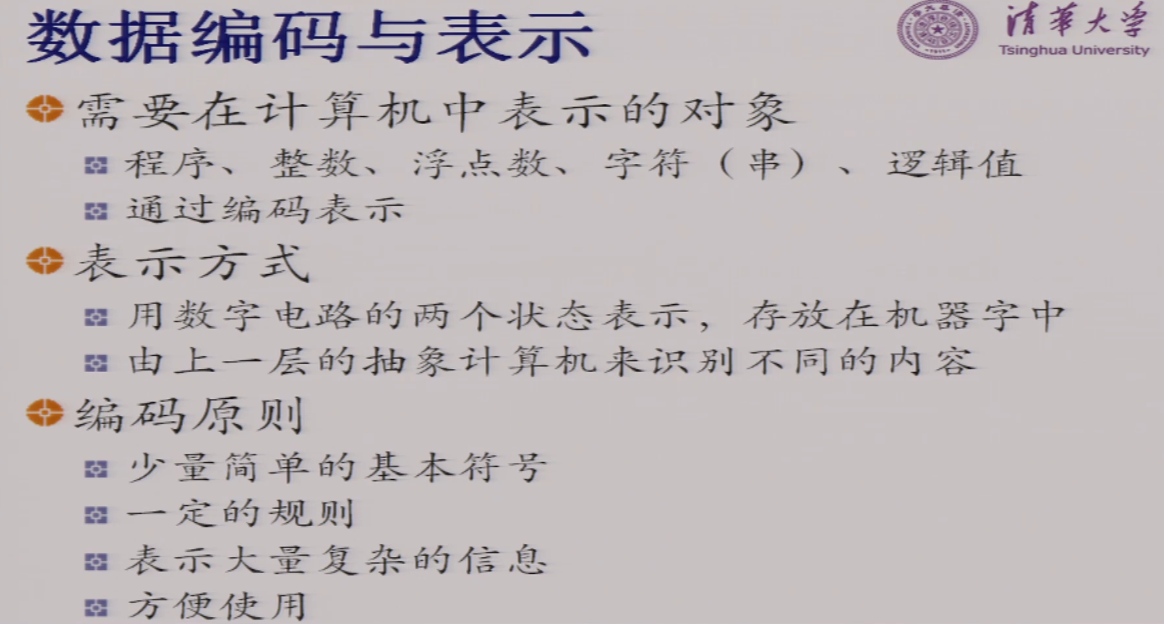 数据编码与表示
清华大学
Tsinghua University
需要在计算机中表示的对象
程序、整数、浮点数、字符（串）、逻辑值
通过编码表示
表示方式
用数字电路的两个状态表示，存放在机器字中
由上一层的抽象计算机来识别不同的内容
编码原则
少量简单的基本符号
一定的规则
表示大量复杂的信息
方便使用